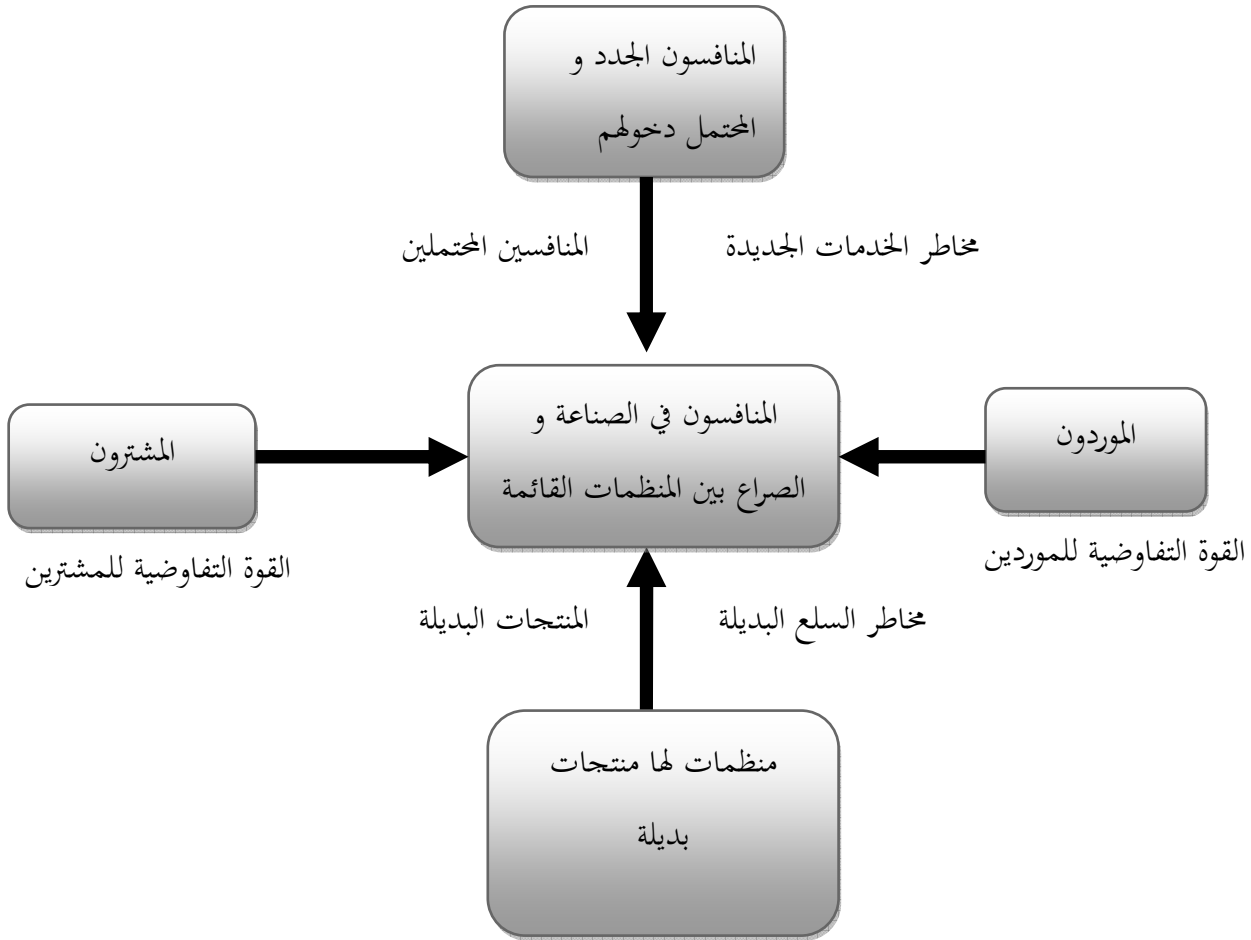 المنافسون الجدد و
المحتمل دخولهم
مخاطر الخدمات الجديدة
المنافسين المحتملين
المنافسون في الصناعة و
الصراع بين المنظمات القائمة
الموردون
المشترون
القوة التفاوضية للموردين
القوة التفاوضية للمشترين
مخاطر السلع البديلة
المنتجات البديلة
منظمات لها منتجات
بديلة